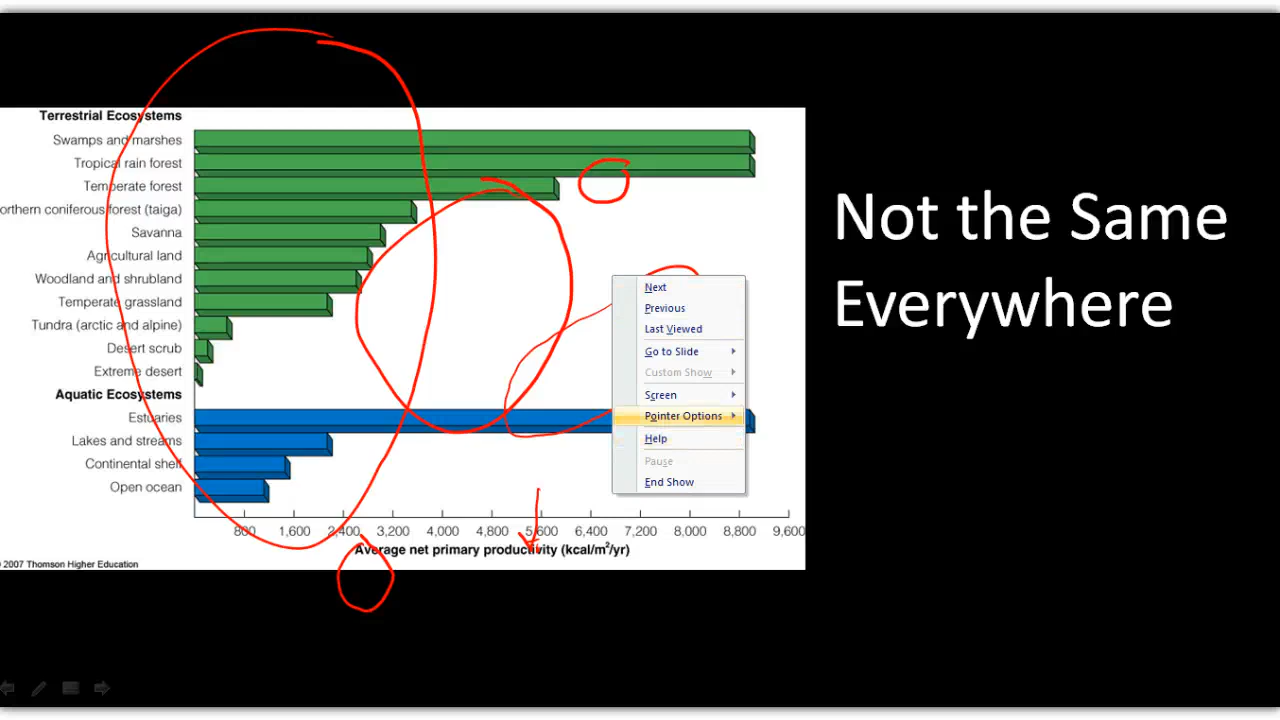 Terrestrial Ecosystems
Swamps and marshes
Tropical rain forest
Temperate forest
orthern coniferous forest (taiga)
Savanna
Agricultural land
Woodland and shrubland
Temperate grassland
Tundra (arctic and alpine)
Desert scrub
Extreme desert
Aquatic Ecosystems
Estuaries
Lakes and streams
Continental shelf
Open ocean
800 1,600 2,400 3,200 4,000 4,800 5,600 6,400 7,200 8,000 8,800 9,600
Average net primary productivity (kcal/m²/yr)
2007 Thomson Higher Education
Next
Previous
Last Viewed
Go to Slide
Custom Show
Screen
Pointer Options
Help
Pause
End Show
Not the Same
Everywhere